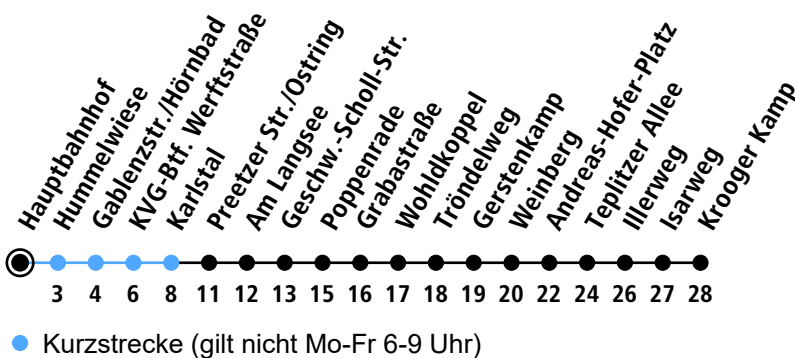 Hauptbahnhof
Hummelwiese
Gablenzstr./Hörnbad
KVG-Btf. Werftstraße
Karlstal
Preetzer Str./Ostring
Am Langsee
Geschw.-Scholl-Str.
Poppenrade
Grabastraße
Wohldkoppel
Tröndelweg
Gerstenkamp
Weinberg
Andreas-Hofer-Platz
Teplitzer Allee
Illerweg
Isarweg
Krooger Kamp
3 4 6 8 11 12 13 15 16 17 18 19 20 22 24 26 27 28
Kurzstrecke (gilt nicht Mo-Fr 6-9 Uhr)